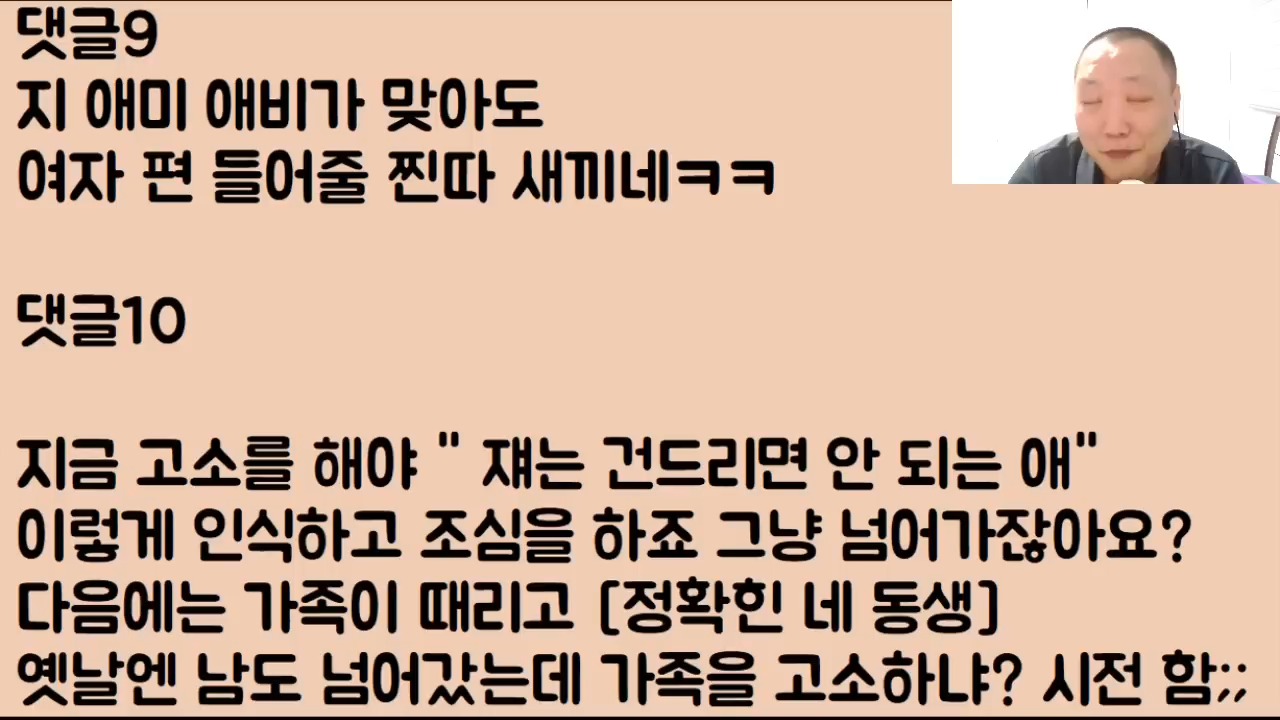 댓글9
지 애미 애비가 맞아도
여자 편 들어줄 찐따 새끼네ㅋㅋ
댓글10
지금 고소를 해야 " 쟤는 건드리면 안 되는 애"
이렇게 인식하고 조심을 하죠 그냥 넘어가잖아요?
다음에는 가족이 때리고 [정확힌 네 동생]
옛날엔 남도 넘어갔는데 가족을 고소하냐? 시전 함;;